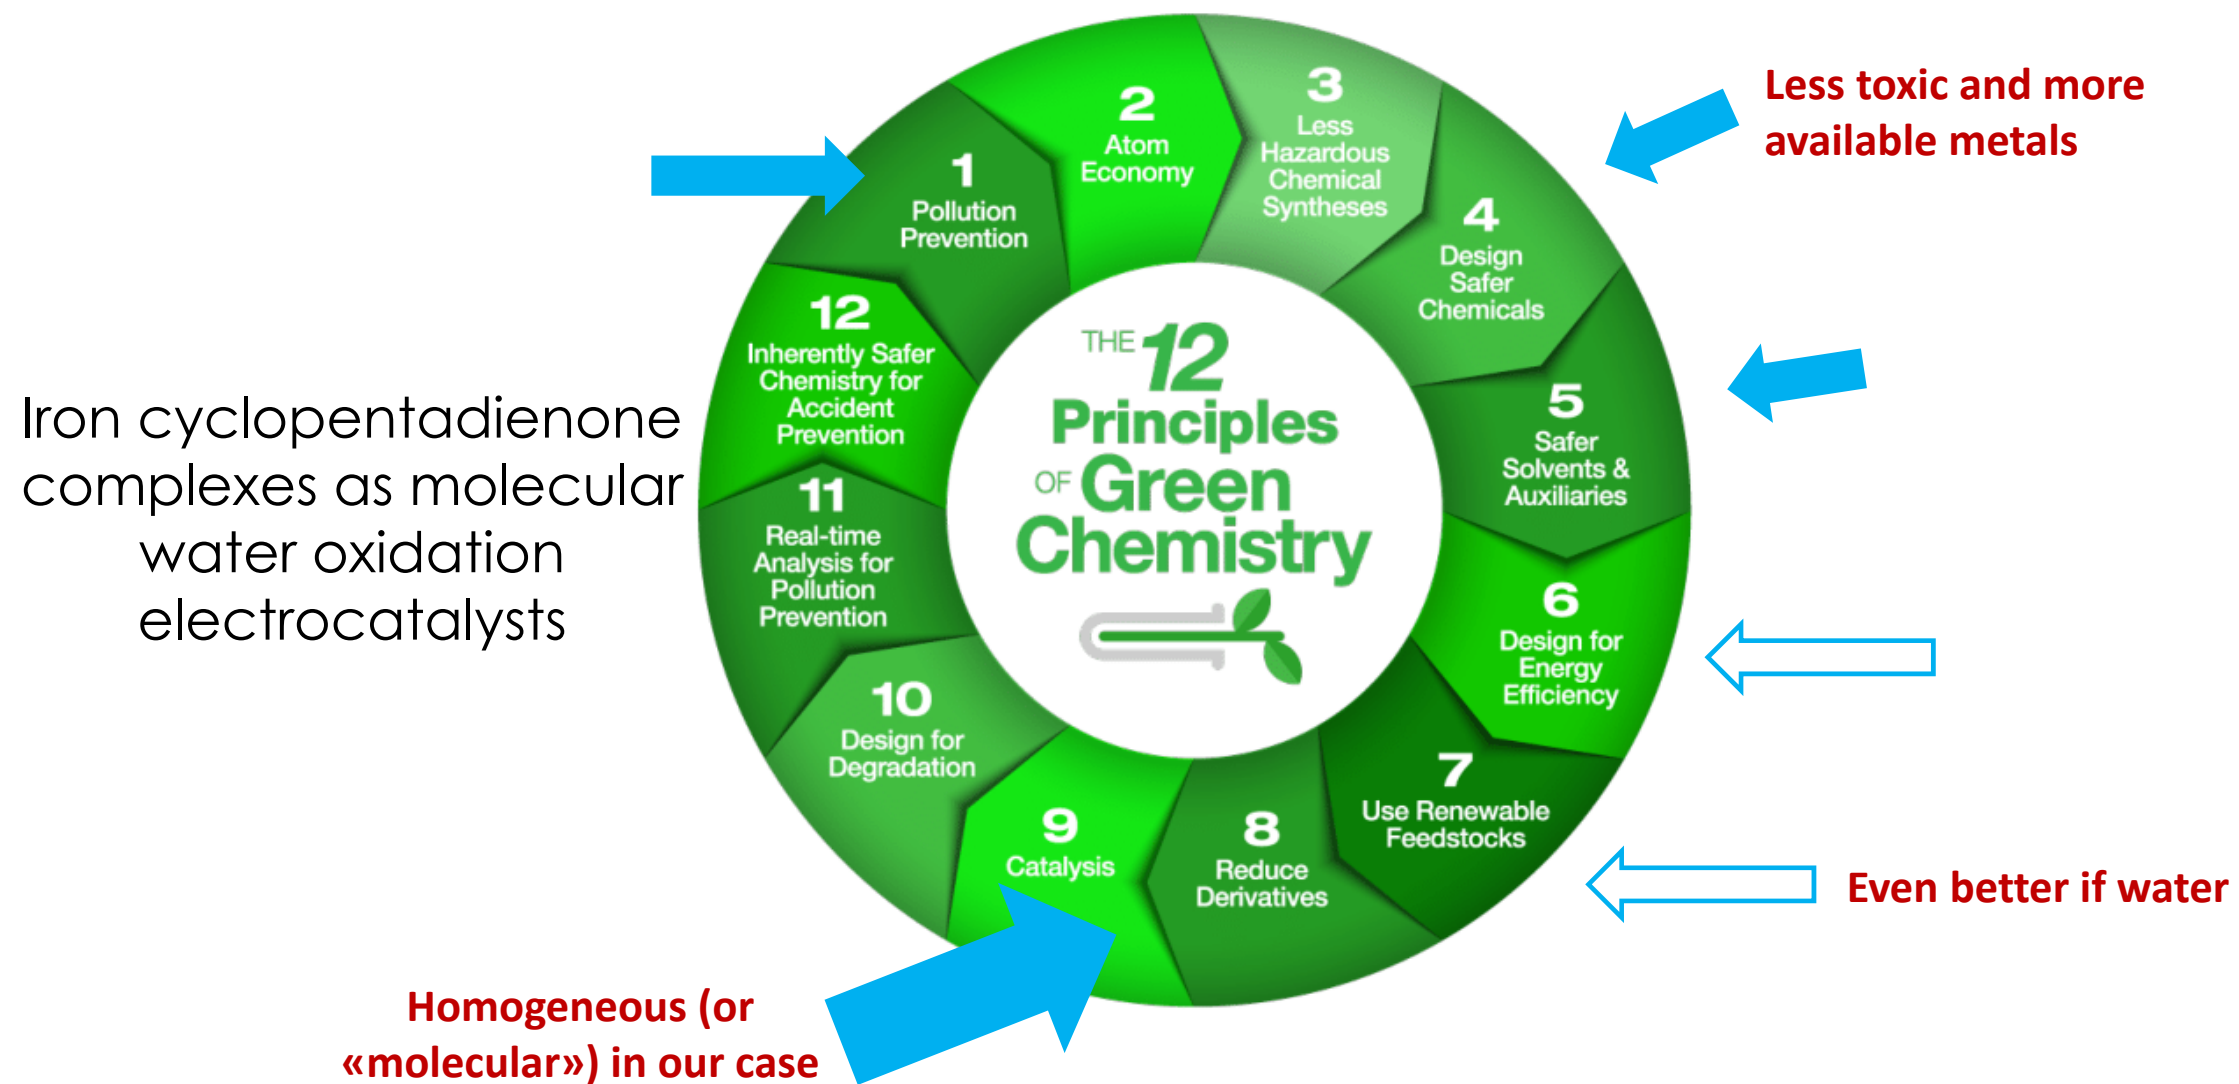 Iron cyclopentadienone
complexes as molecular
water oxidation
electrocatalysts
THE 12
Principles
OF Green
Chemistry
1
Pollution
Prevention
2
Atom
Economy
3
Less
Hazardous
Chemical
Syntheses
4
Design
Safer
Chemicals
5
Safer
Solvents &
Auxiliaries
6
Design for
Energy
Efficiency
7
Use Renewable
Feedstocks
8
Reduce
Derivatives
9
Catalysis
10
Design for
Degradation
11
Real-time
Analysis for
Pollution
Prevention
12
Inherently Safer
Chemistry for
Accident
Prevention
Less toxic and more
available metals
Even better if water
Homogeneous (or
«molecular») in our case